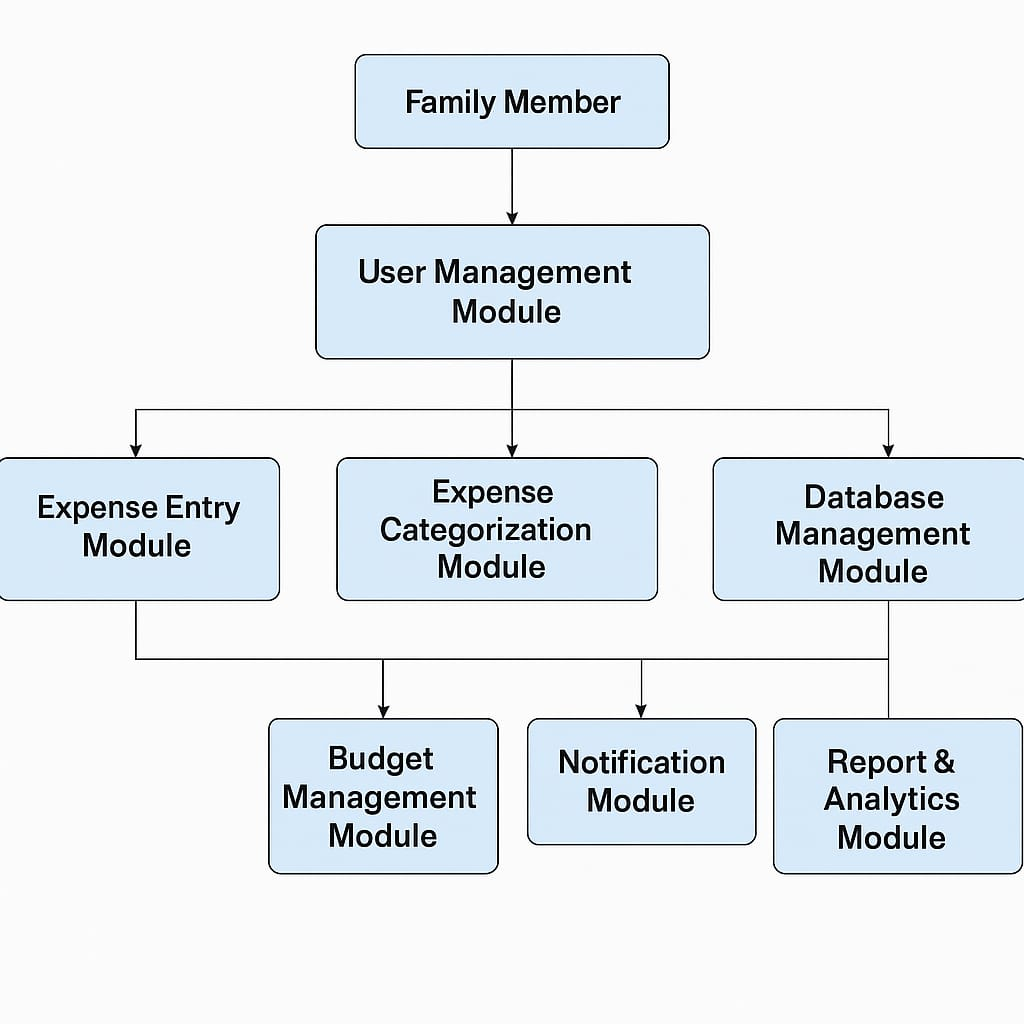 Family Member
User Management
Module
Expense Entry
Module
Expense
Categorization
Module
Database
Management
Module
Budget
Management
Module
Notification
Module
Report &
Analytics
Module